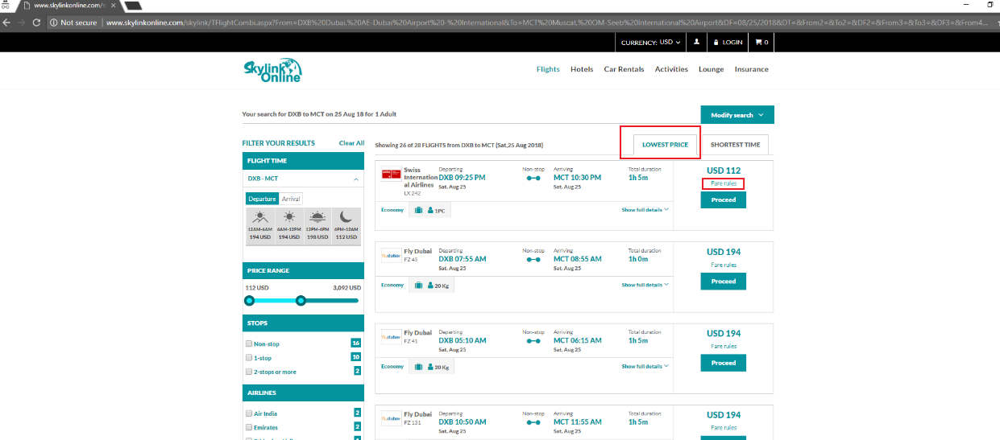 www.skylinkonline.com/s
Not secure | www.skylinkonline.com/skylink/TFlightCombi.aspx?From=DXB%20Dubai,%20AE-Dubai%20Airport%20-%20International&To=MCT%20Muscat,%20OM-Seeb%20International%20Airport&DF=08/25/2018&DT=&From2=&To2=&DF2=&From3=&To3=&DF3=&From4...
CURRENCY: USD LOGIN 0
Skylink Online
Flights Hotels Car Rentals Activities Lounge Insurance
Your search for DXB to MCT on 25 Aug 18 for 1 Adult
Modify search
FILTER YOUR RESULTS Clear All
FLIGHT TIME
DXB - MCT
Departure Arrival
12AM-6AM 6AM-12PM 12PM-6PM 6PM-12AM
194 USD 194 USD 198 USD 112 USD
PRICE RANGE
112 USD 3,092 USD
STOPS
Non-stop 16
1-stop 10
2-stops or more 2
AIRLINES
Air India 2
Emirates 2
Showing 26 of 28 FLIGHTS from DXB to MCT (Sat,25 Aug 2018)
LOWEST PRICE SHORTEST TIME
Swiss International Airlines
LX 242
Departing
DXB 09:25 PM
Sat, Aug 25
Non-stop
Arriving
MCT 10:30 PM
Sat, Aug 25
Total duration
1h 5m
USD 112
Fare rules
Proceed
Economy 1PC Show full details
flydubai
Fly Dubai
FZ 45
Departing
DXB 07:55 AM
Sat, Aug 25
Non-stop
Arriving
MCT 08:55 AM
Sat, Aug 25
Total duration
1h 0m
USD 194
Fare rules
Proceed
Economy 20 Kg Show full details
flydubai
Fly Dubai
FZ 41
Departing
DXB 05:10 AM
Sat, Aug 25
Non-stop
Arriving
MCT 06:15 AM
Sat, Aug 25
Total duration
1h 5m
USD 194
Fare rules
Proceed
Economy 20 Kg Show full details
flydubai
Fly Dubai
FZ 131
Departing
DXB 10:50 AM
Sat, Aug 25
Non-stop
Arriving
MCT 11:55 AM
Sat, Aug 25
Total duration
1h 5m
USD 194
Fare rules